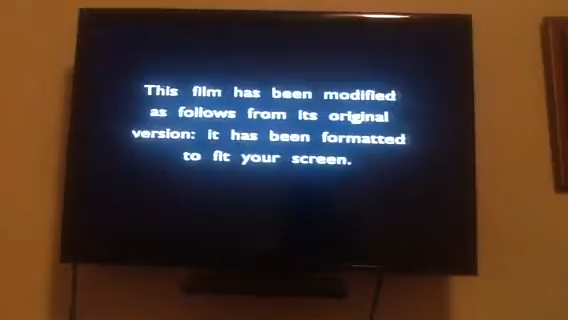 This film has been modified
as follows from its original
version: it has been formatted
to fit your screen.